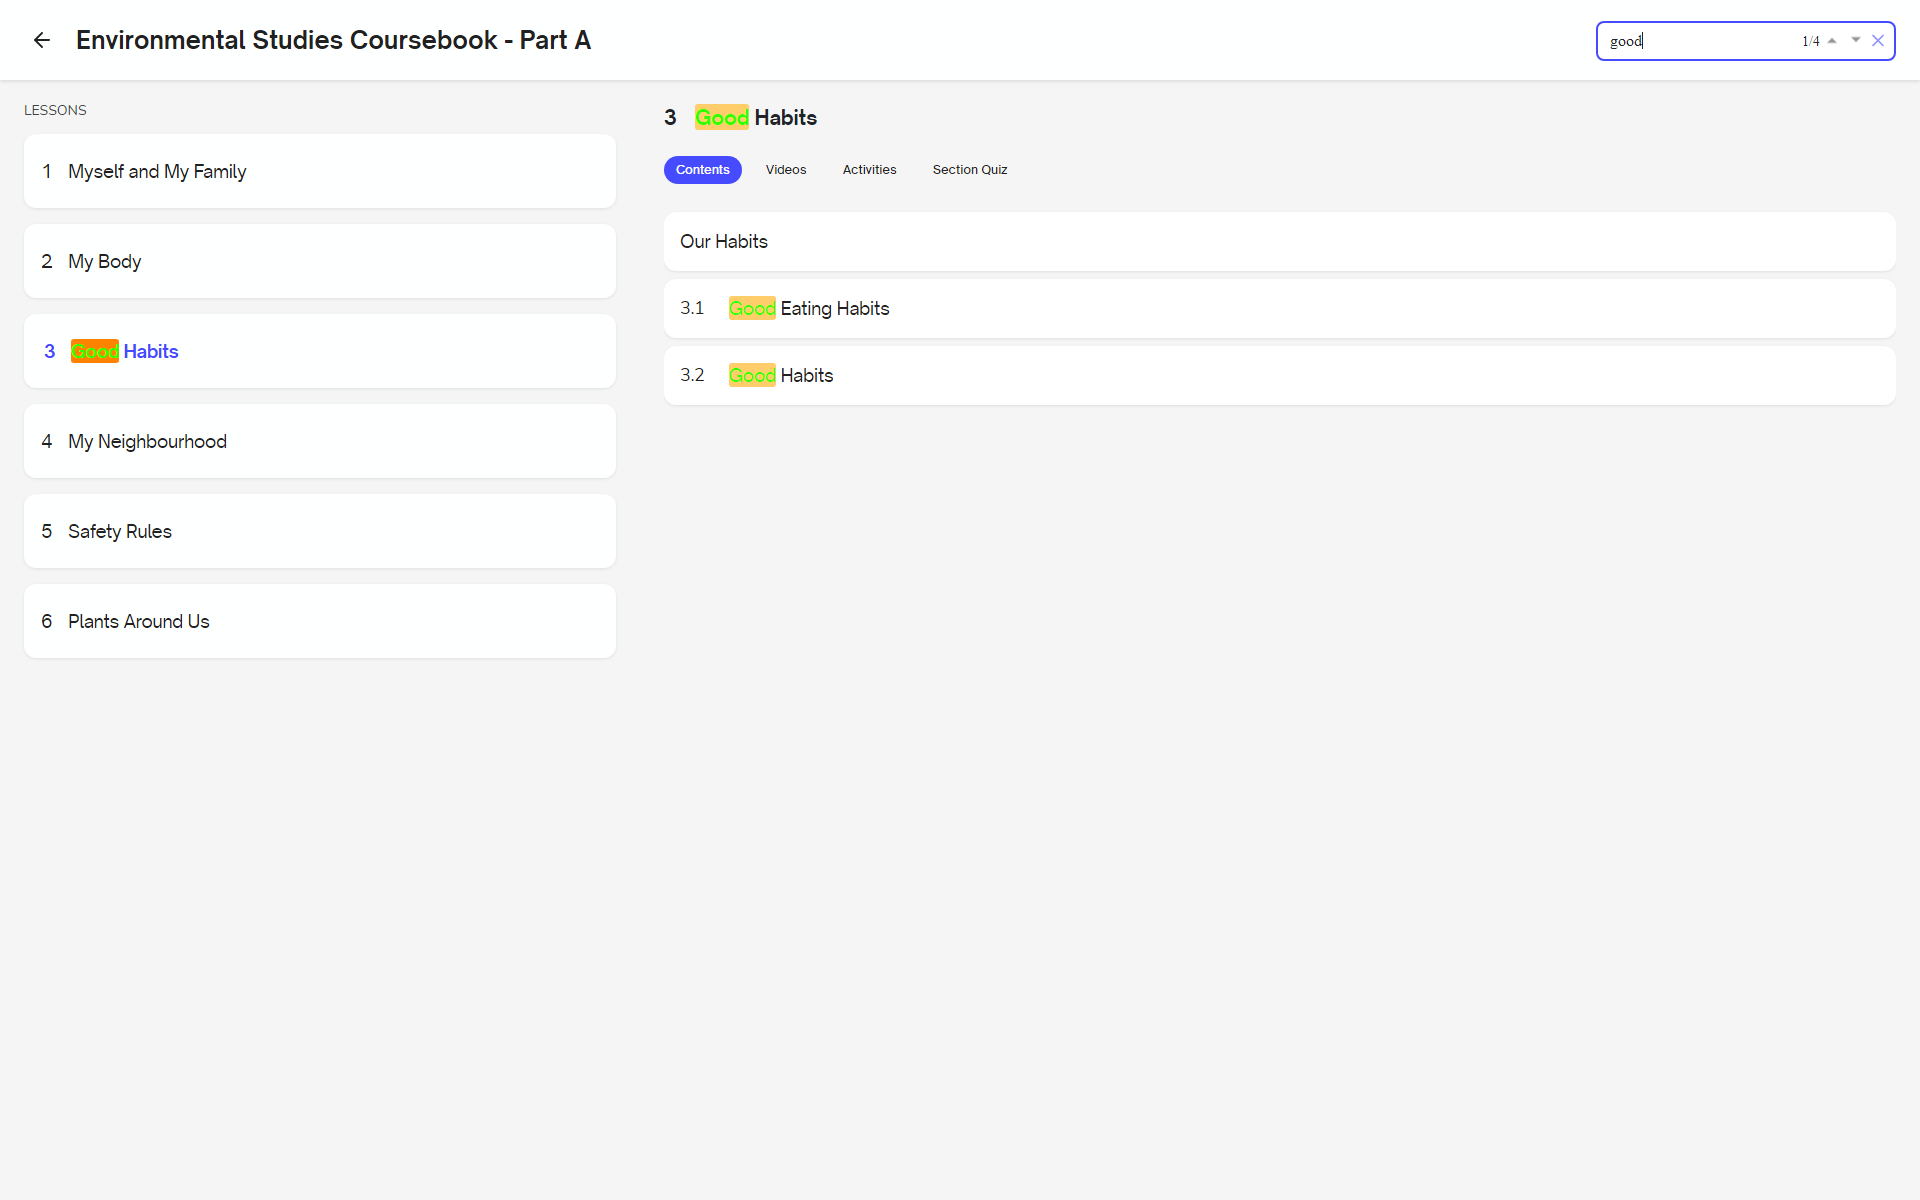 Environmental Studies Coursebook - Part A
good 1/4
LESSONS
1 Myself and My Family
2 My Body
3 Good Habits
4 My Neighbourhood
5 Safety Rules
6 Plants Around Us
3 Good Habits
Contents Videos Activities Section Quiz
Our Habits
3.1 Good Eating Habits
3.2 Good Habits